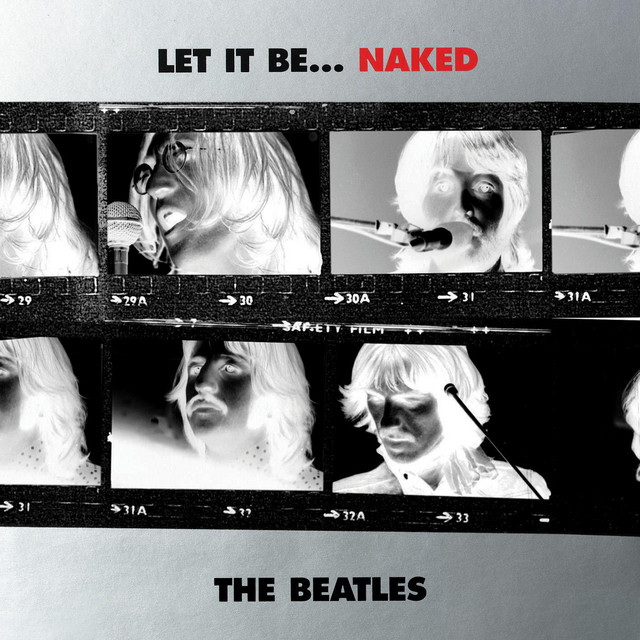 LET IT BE... NAKED
29 29A 30 30A 31 31A
SAFETY FILM
31 31A 32 32A 33
THE BEATLES